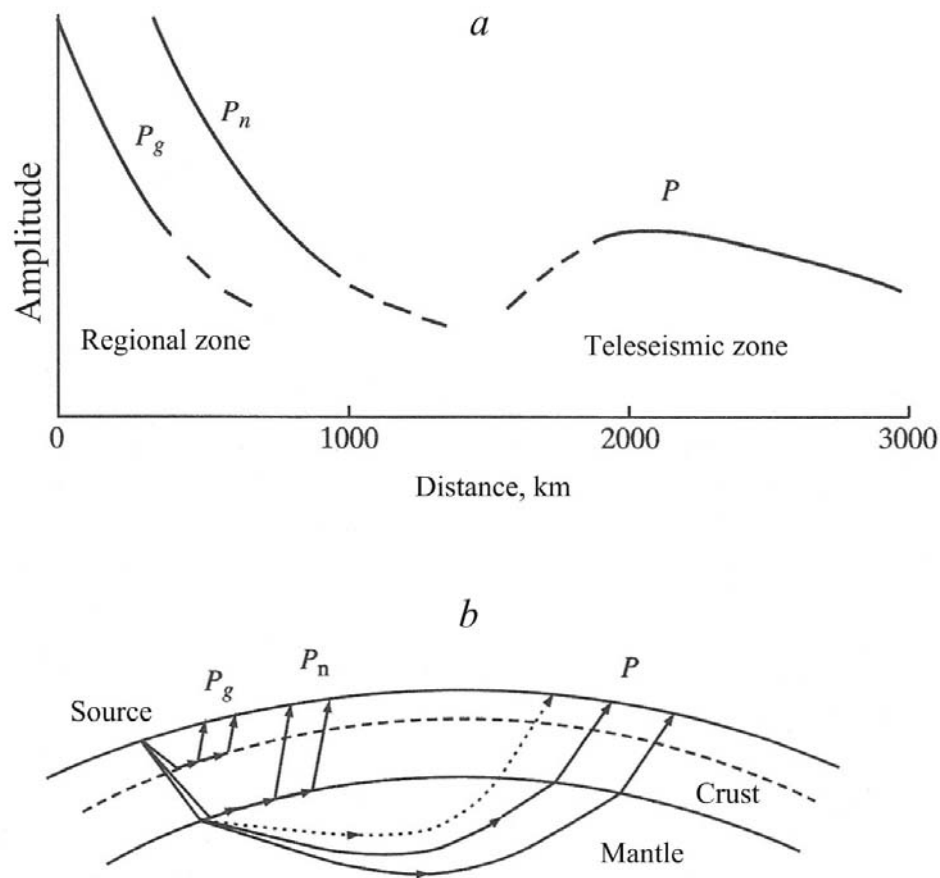 a
P_g
P_n
P
Amplitude
Regional zone
Teleseismic zone
0
1000
2000
3000
Distance, km
b
P_g
P_n
P
Source
Crust
Mantle